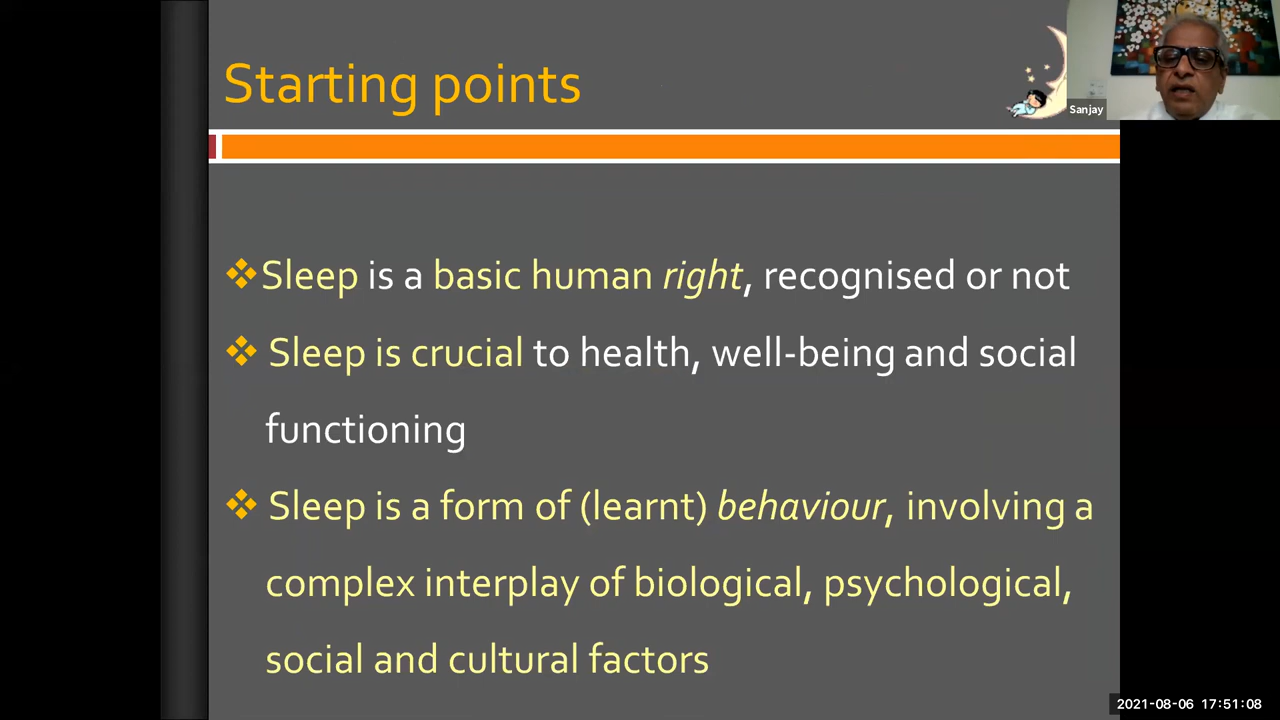 Starting points
Sanjay
❖Sleep is a basic human right, recognised or not
❖ Sleep is crucial to health, well-being and social
functioning
❖ Sleep is a form of (learnt) behaviour, involving a
complex interplay of biological, psychological,
social and cultural factors
2021-08-06 17:51:08